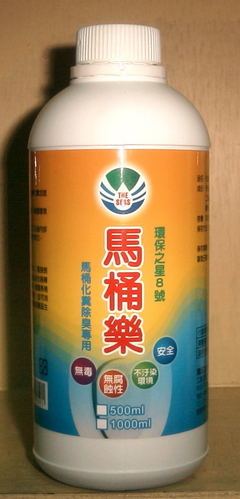 THE
SEAS
環保之星8號
馬桶樂
馬桶化糞除臭專用
安全
無毒
無腐
蝕性
不汙染
環境
500ml
1000ml